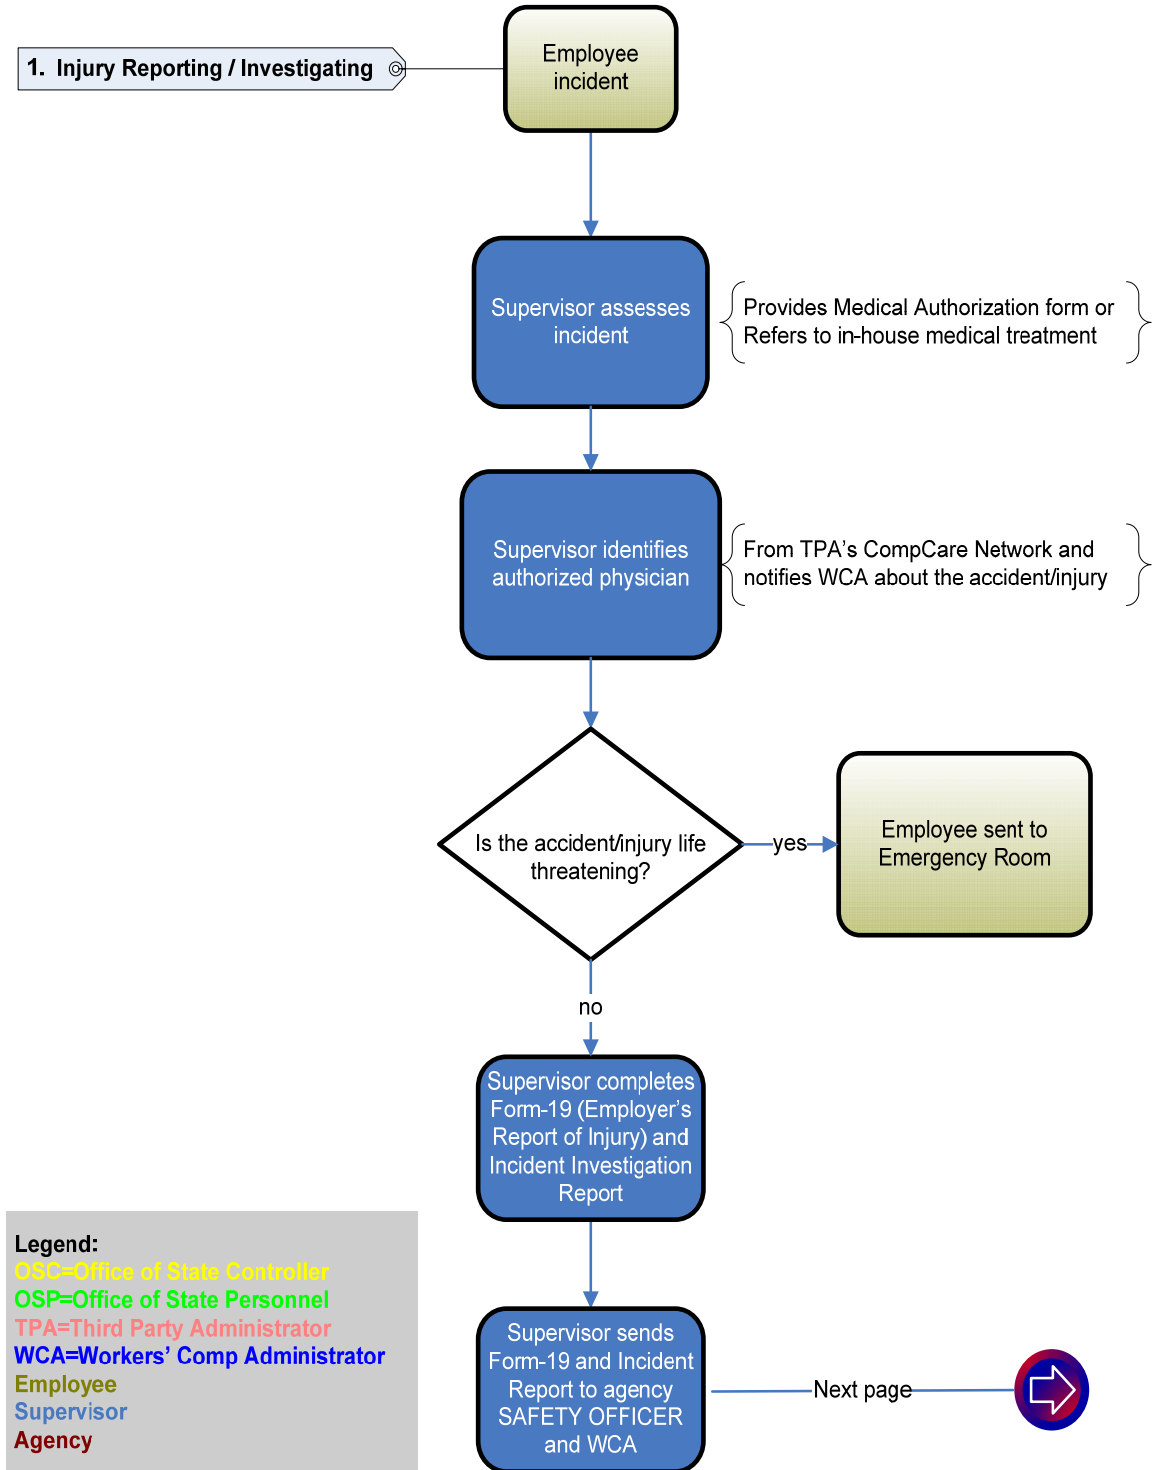 1. Injury Reporting / Investigating
Employee
incident
Supervisor assesses
incident
Provides Medical Authorization form or
Refers to in-house medical treatment
Supervisor identifies
authorized physician
From TPA's CompCare Network and
notifies WCA about the accident/injury
Is the accident/injury life
threatening?
yes
Employee sent to
Emergency Room
no
Supervisor completes
Form-19 (Employer's
Report of Injury) and
Incident Investigation
Report
Supervisor sends
Form-19 and Incident
Report to agency
SAFETY OFFICER
and WCA
Next page
Legend:
OSC=Office of State Controller
OSP=Office of State Personnel
TPA=Third Party Administrator
WCA=Workers' Comp Administrator
Employee
Supervisor
Agency